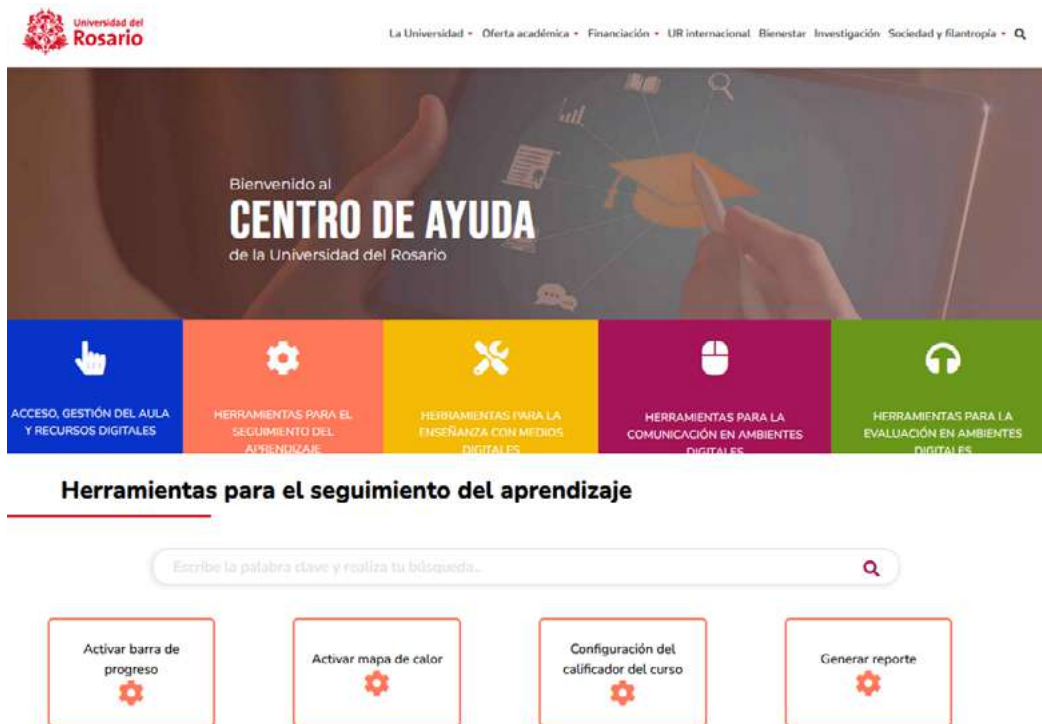 Universidad del
Rosario
La Universidad
Oferta académica
Financiación
UR internacional
Bienestar
Investigación
Sociedad y filantropía
Bienvenido al
CENTRO DE AYUDA
de la Universidad del Rosario
ACCESO, GESTIÓN DEL AULA
Y RECURSOS DIGITALES
HERRAMIENTAS PARA EL
SEGUIMIENTO DEL
APRENDIZAJE
HERRAMIENTAS PARA LA
ENSEÑANZA CON MEDIOS
DIGITALES
HERRAMIENTAS PARA LA
COMUNICACIÓN EN AMBIENTES
DIGITALES
HERRAMIENTAS PARA LA
EVALUACIÓN EN AMBIENTES
DIGITALES
Herramientas para el seguimiento del aprendizaje
Escribe la palabra clave y realiza tu búsqueda...
Activar barra de
progreso
Activar mapa de calor
Configuración del
calificador del curso
Generar reporte